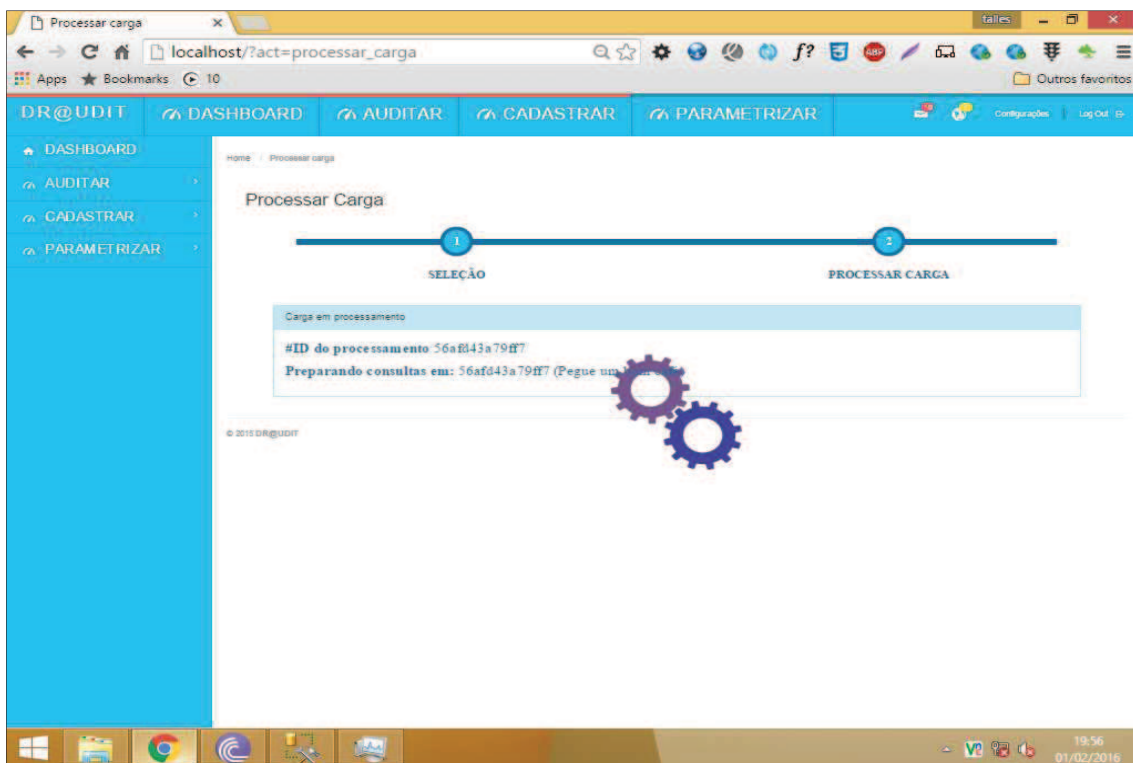 Processar carga
talles
localhost/?act=processar_carga
f?
ABP
Apps
Bookmarks
10
Outros favoritos
DR@UDIT
DASHBOARD
AUDITAR
CADASTRAR
PARAMETRIZAR
Configurações
Log Out
DASHBOARD
AUDITAR
CADASTRAR
PARAMETRIZAR
Home / Processar carga
Processar Carga
1
2
SELEÇÃO
PROCESSAR CARGA
Carga em processamento
#ID do processamento 56afd43a79ff7
Preparando consultas em: 56afd43a79ff7 (Pegue um
© 2015 DR@UDIT
19:56
01/02/2016